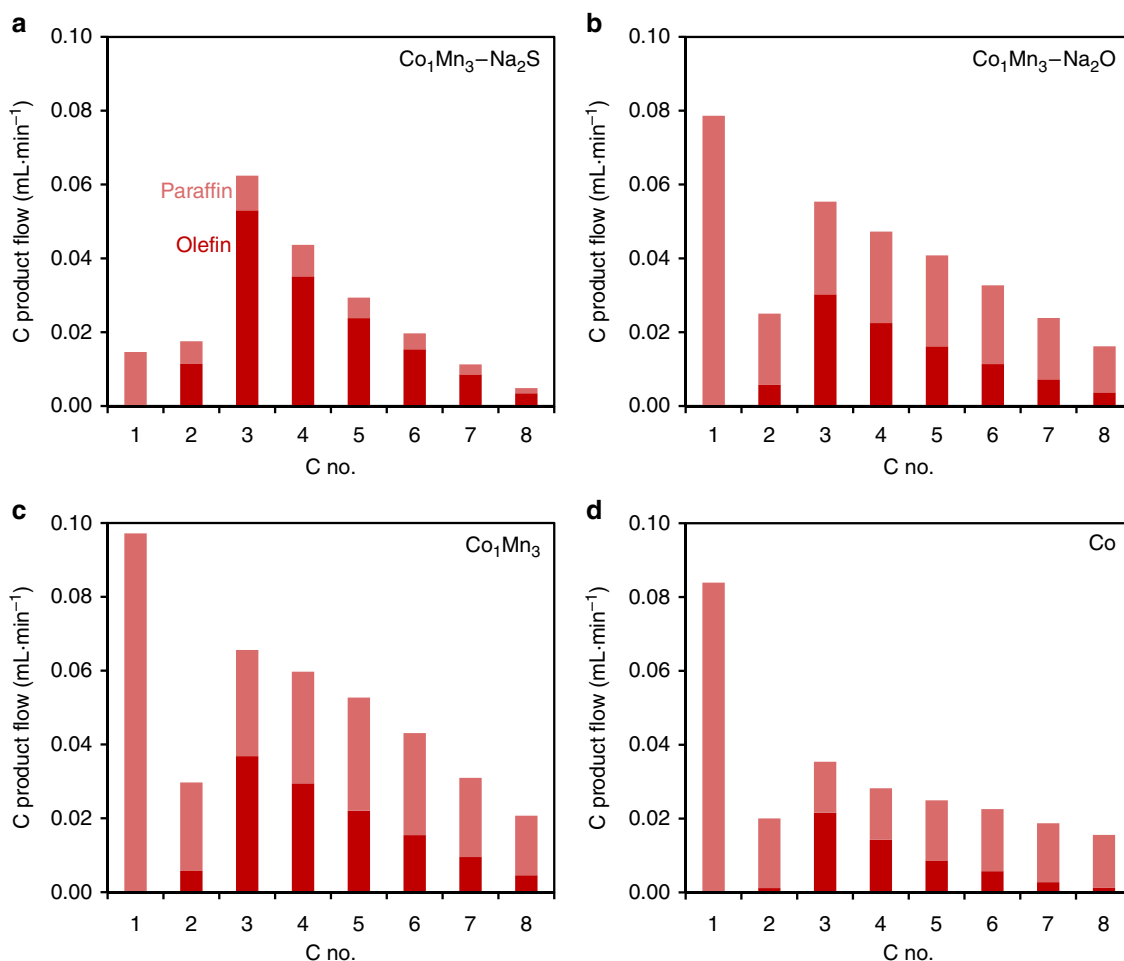 a
Co₁Mn₃–Na₂S
C product flow (mL·min⁻¹)
0.10
0.08
0.06
0.04
0.02
0.00
Paraffin
Olefin
1 2 3 4 5 6 7 8
C no.
b
Co₁Mn₃–Na₂O
C product flow (mL·min⁻¹)
0.10
0.08
0.06
0.04
0.02
0.00
1 2 3 4 5 6 7 8
C no.
c
Co₁Mn₃
C product flow (mL·min⁻¹)
0.10
0.08
0.06
0.04
0.02
0.00
1 2 3 4 5 6 7 8
C no.
d
Co
C product flow (mL·min⁻¹)
0.10
0.08
0.06
0.04
0.02
0.00
1 2 3 4 5 6 7 8
C no.